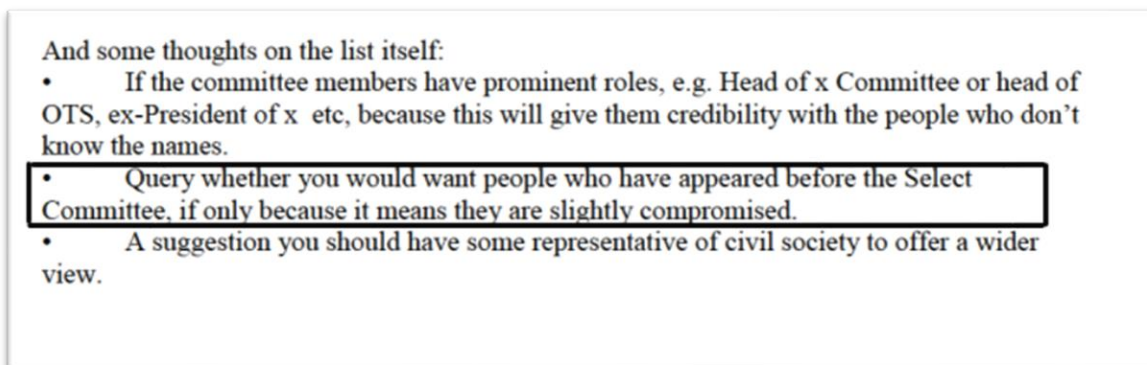 And some thoughts on the list itself:
• If the committee members have prominent roles, e.g. Head of x Committee or head of
OTS, ex-President of x etc, because this will give them credibility with the people who don’t
know the names.
• Query whether you would want people who have appeared before the Select
Committee, if only because it means they are slightly compromised.
• A suggestion you should have some representative of civil society to offer a wider
view.